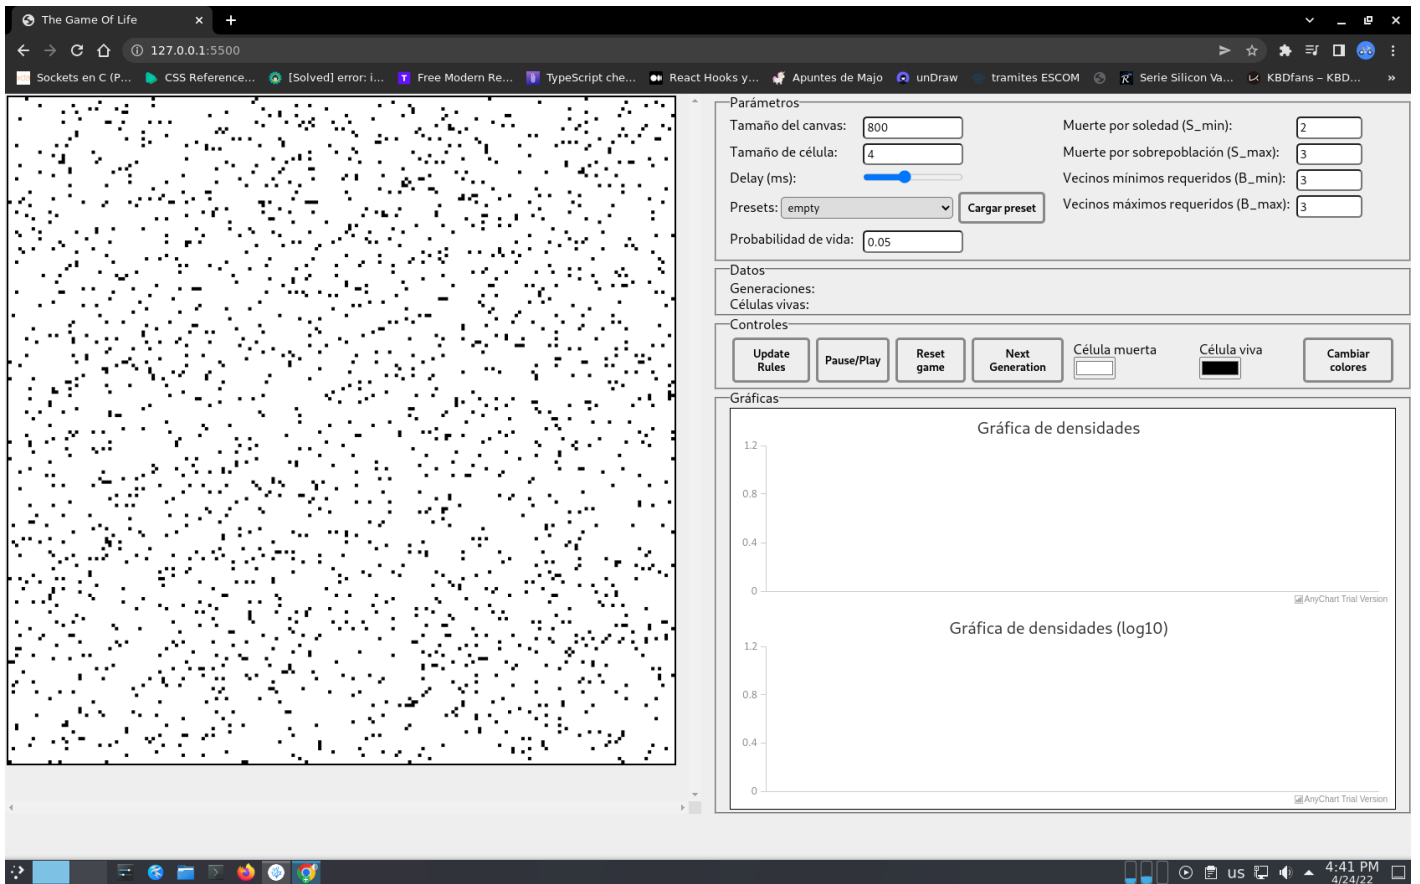 The Game Of Life
127.0.0.1:5500
Sockets en C (P... CSS Reference... [Solved] error: i... Free Modern Re... TypeScript che... React Hooks y... Apuntes de Majo unDraw tramites ESCOM Serie Silicon Va... KBDfans – KBD... »
Parámetros
Tamaño del canvas: 800 Muerte por soledad (S_min): 2
Tamaño de célula: 4 Muerte por sobrepoblación (S_max): 3
Delay (ms): Vecinos mínimos requeridos (B_min): 3
Presets: empty Cargar preset Vecinos máximos requeridos (B_max): 3
Probabilidad de vida: 0.05
Datos
Generaciones:
Células vivas:
Controles
Update Rules Pause/Play Reset game Next Generation Célula muerta Célula viva Cambiar colores
Gráficas
Gráfica de densidades
1.2
0.8
0.4
0
AnyChart Trial Version
Gráfica de densidades (log10)
1.2
0.8
0.4
0
AnyChart Trial Version
us 4:41 PM
4/24/22